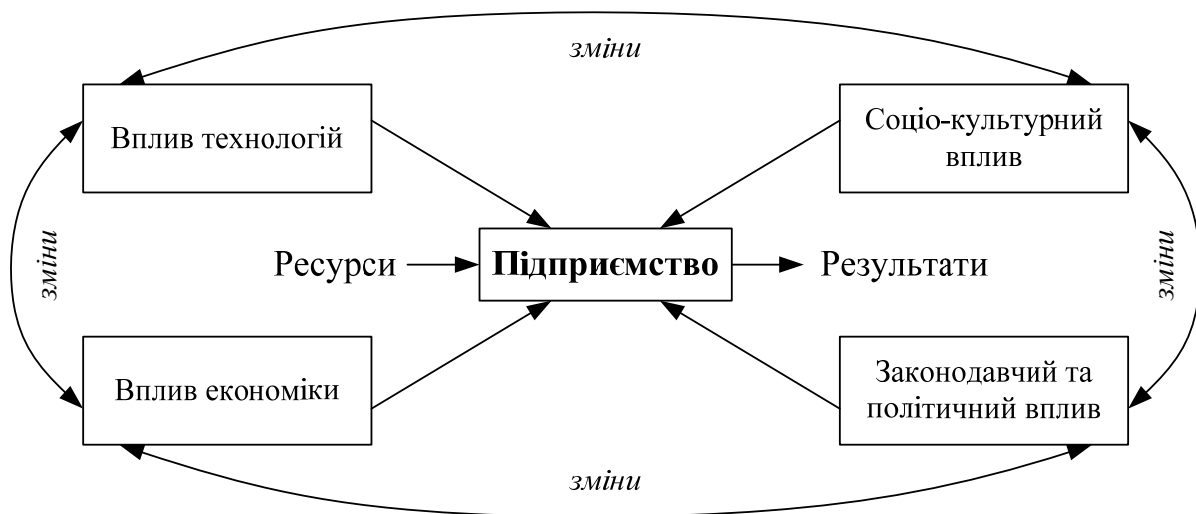 зміни
Вплив технологій
Соціо-культурний
вплив
зміни
Ресурси
Підприємство
Результати
зміни
Вплив економіки
Законодавчий та
політичний вплив
зміни